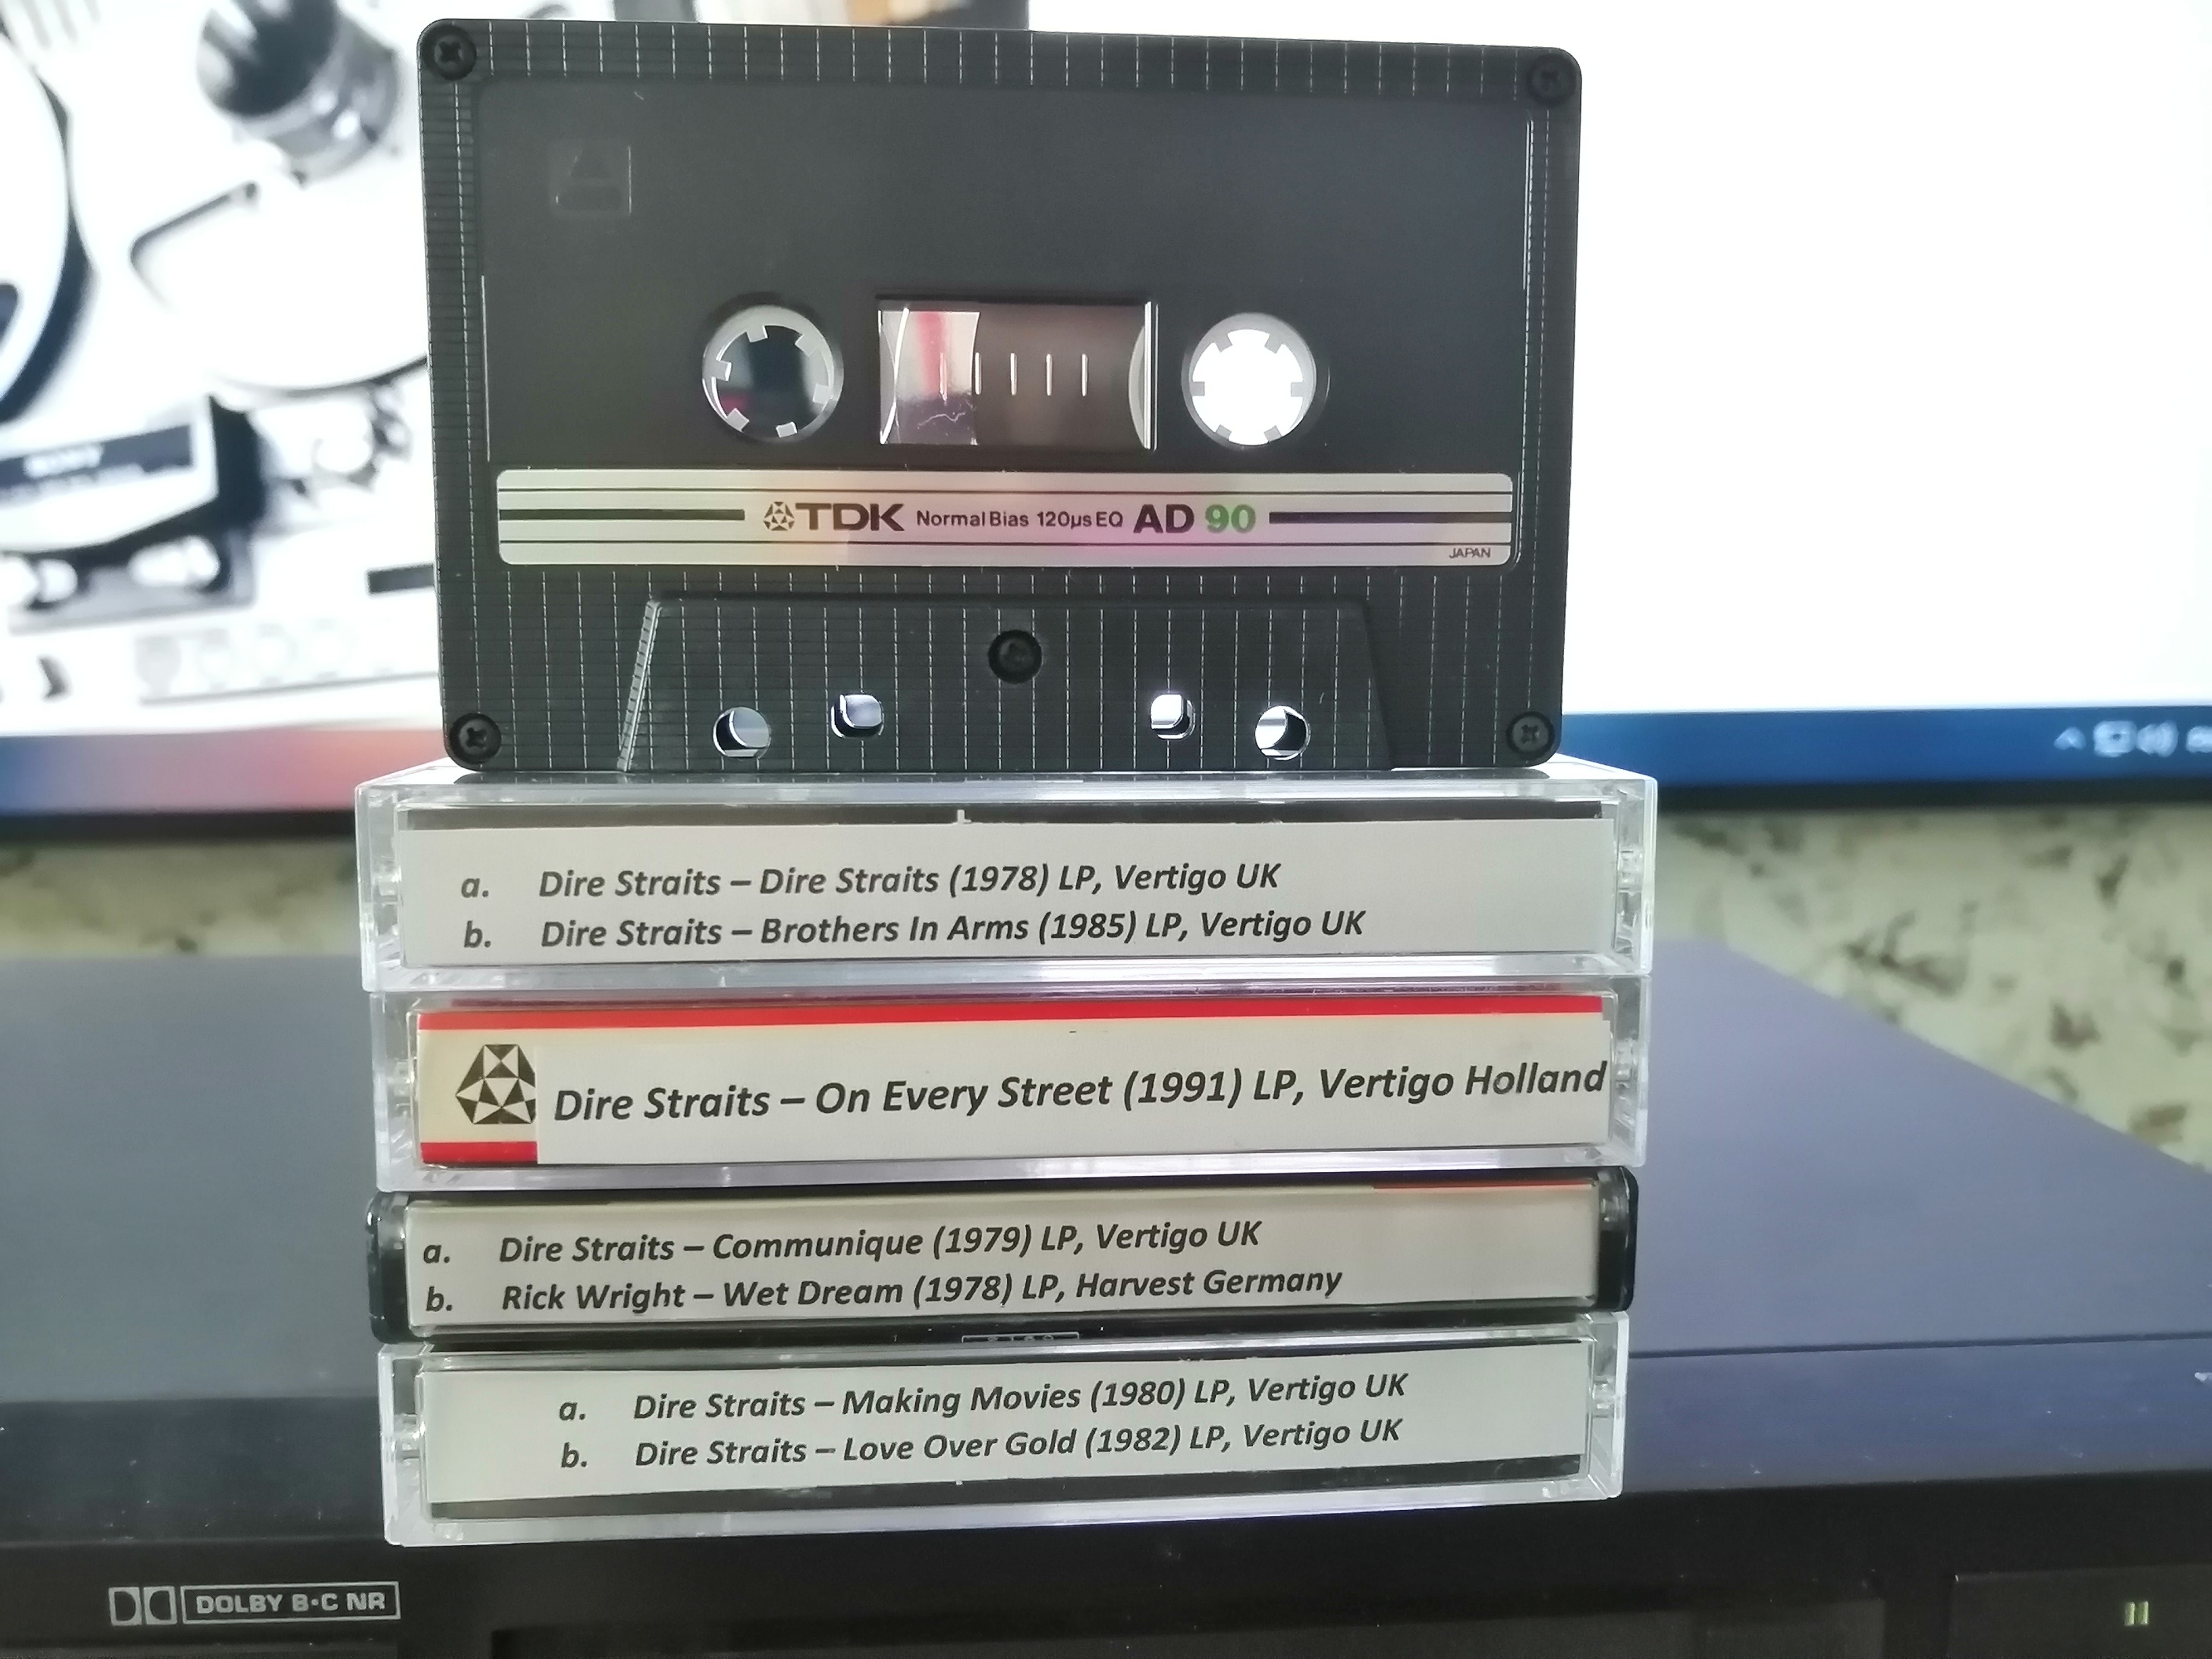 SONY
TDK Normal Bias 120µs EQ AD 90
JAPAN
a. Dire Straits – Dire Straits (1978) LP, Vertigo UK
b. Dire Straits – Brothers In Arms (1985) LP, Vertigo UK
Dire Straits – On Every Street (1991) LP, Vertigo Holland
a. Dire Straits – Communique (1979) LP, Vertigo UK
b. Rick Wright – Wet Dream (1978) LP, Harvest Germany
a. Dire Straits – Making Movies (1980) LP, Vertigo UK
b. Dire Straits – Love Over Gold (1982) LP, Vertigo UK
DOLBY B·C NR